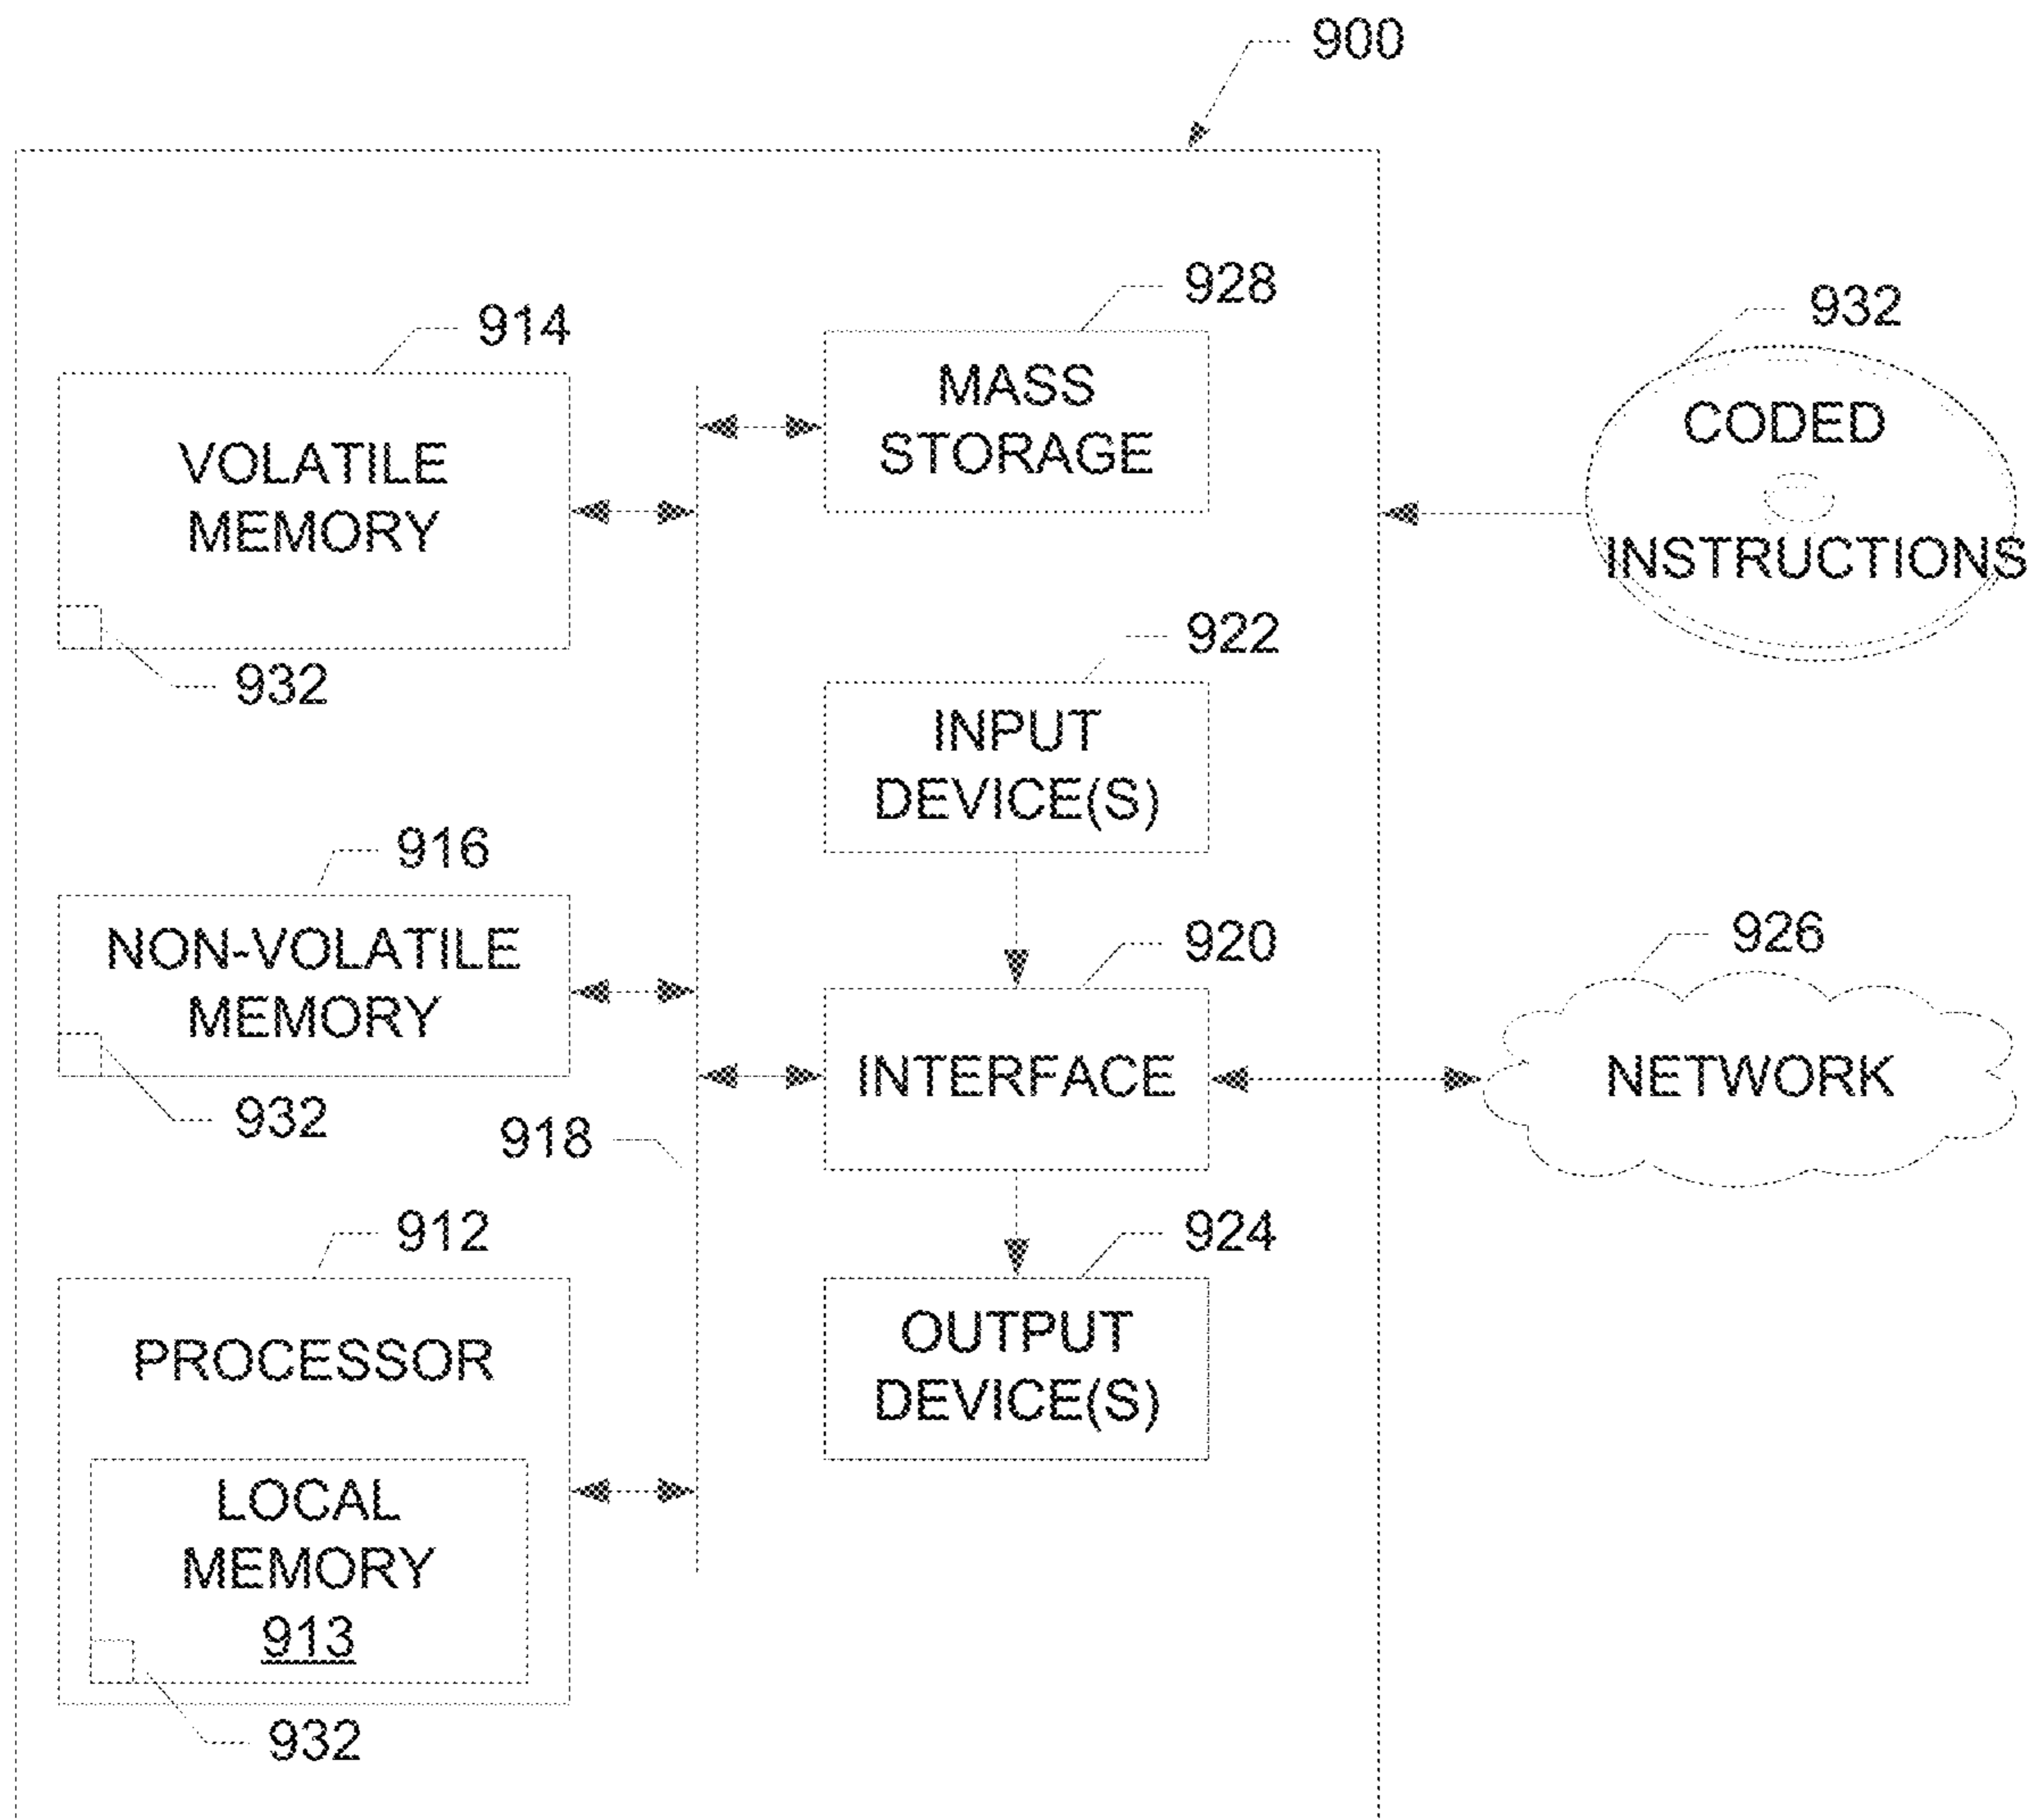 900
928
914
MASS
STORAGE
932
CODED
INSTRUCTIONS
VOLATILE
MEMORY
932
922
INPUT
DEVICE(S)
916
NON-VOLATILE
MEMORY
932
920
INTERFACE
926
NETWORK
918
912
PROCESSOR
LOCAL
MEMORY
913
932
924
OUTPUT
DEVICE(S)